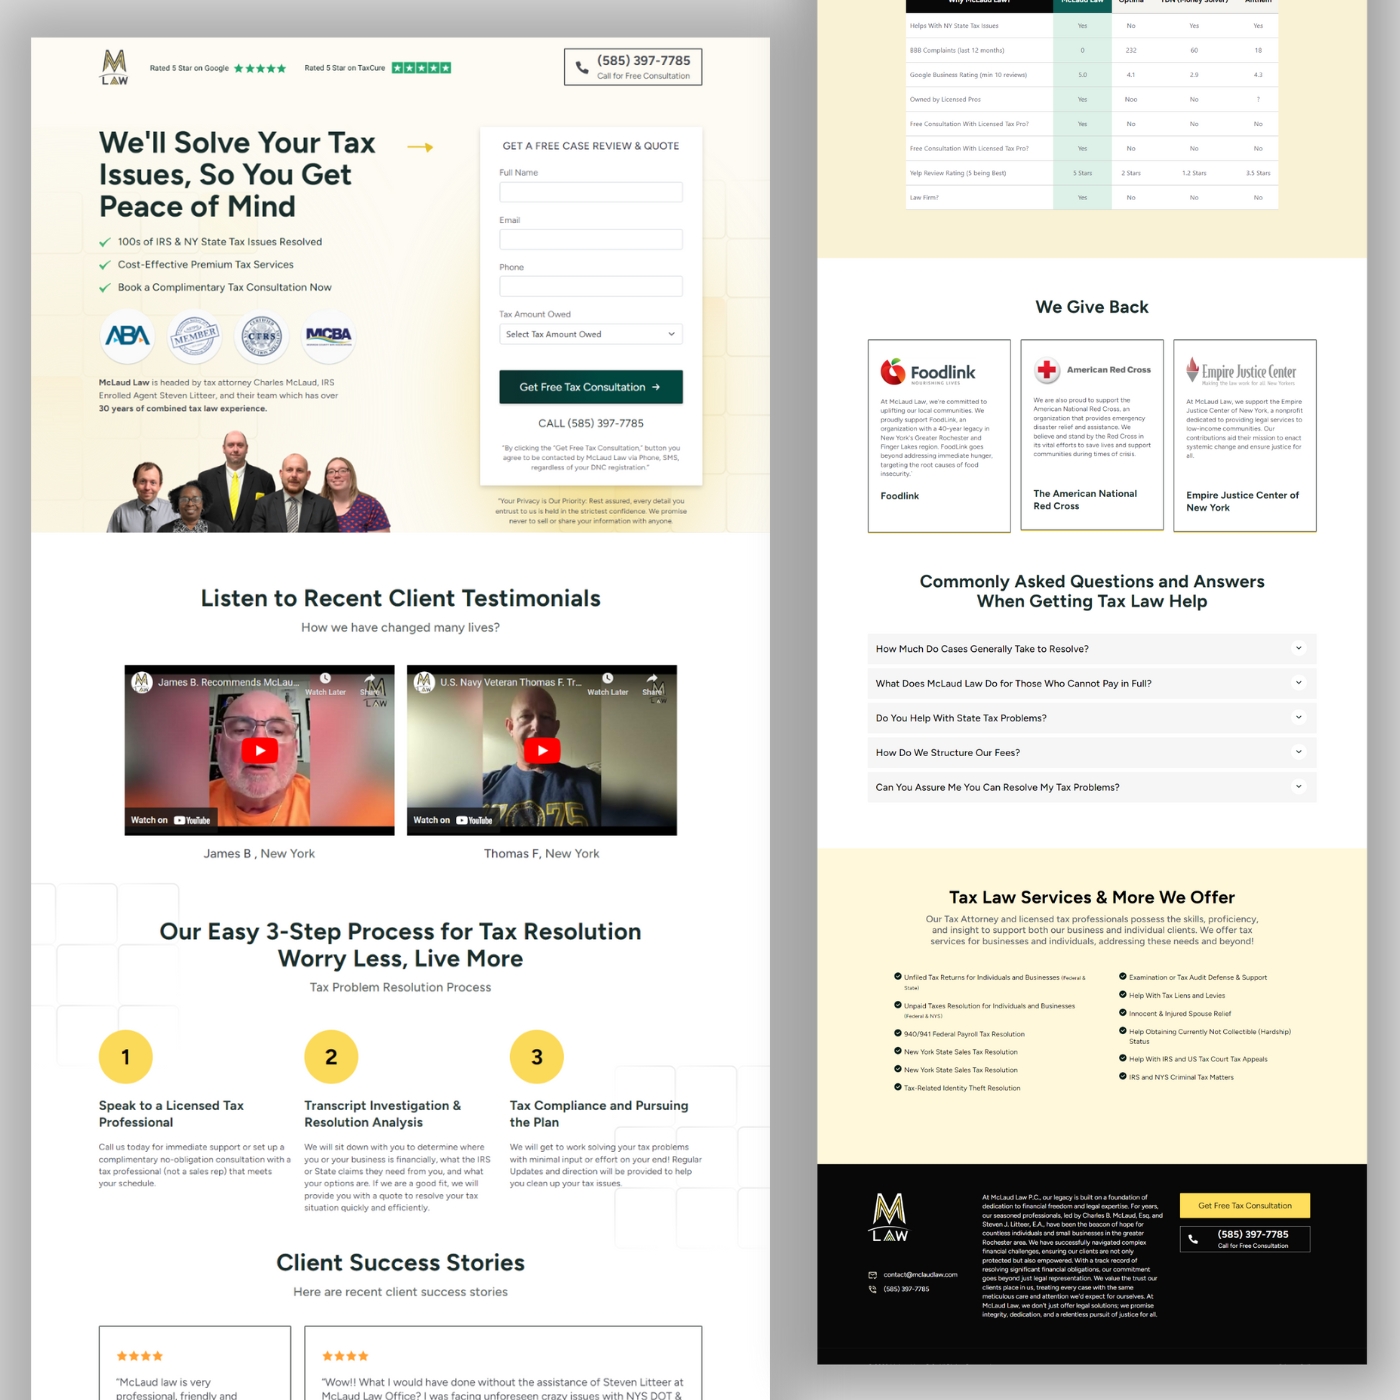 M
LAW
Rated 5 Star on Google
Rated 5 Star on TaxCure
(585) 397-7785
Call for Free Consultation
We'll Solve Your Tax
Issues, So You Get
Peace of Mind
100s of IRS & NY State Tax Issues Resolved
Cost-Effective Premium Tax Services
Book a Complimentary Tax Consultation Now
ABA
MEMBER
CTRS
MCBA
McLaud Law is headed by tax attorney Charles McLaud, IRS
Enrolled Agent Steven Litteer, and their team which has over
30 years of combined tax law experience.
GET A FREE CASE REVIEW & QUOTE
Full Name
Email
Phone
Tax Amount Owed
Select Tax Amount Owed
Get Free Tax Consultation →
CALL (585) 397-7785
"By clicking the "Get Free Tax Consultation," button you
agree to be contacted by McLaud Law via Phone, SMS,
regardless of your DNC registration."
"Your Privacy is Our Priority: Rest assured, every detail you
entrust to us is held in the strictest confidence. We promise
never to sell or share your information with anyone.
Listen to Recent Client Testimonials
How we have changed many lives?
James B. Recommends McLau...
Watch Later
Share
LAW
Watch on YouTube
U.S. Navy Veteran Thomas F. Tr...
Watch Later
Share
LAW
Watch on YouTube
James B , New York
Thomas F, New York
Our Easy 3-Step Process for Tax Resolution
Worry Less, Live More
Tax Problem Resolution Process
1
Speak to a Licensed Tax
Professional
Call us today for immediate support or set up a
complimentary no-obligation consultation with a
tax professional (not a sales rep) that meets
your schedule.
2
Transcript Investigation &
Resolution Analysis
We will sit down with you to determine where
you or your business is financially, what the IRS
or State claims they need from you, and what
your options are. If we are a good fit, we will
provide you with a quote to resolve your tax
situation quickly and efficiently.
3
Tax Compliance and Pursuing
the Plan
We will get to work solving your tax problems
with minimal input or effort on your end! Regular
Updates and direction will be provided to help
you clean up your tax issues.
Client Success Stories
Here are recent client success stories
"McLaud law is very
professional, friendly and
"Wow!! What I would have done without the assistance of Steven Litteer at
McLaud Law Office? I was facing unforeseen crazy issues with NYS DOT &
Why McLaud Law? McLaud Law Optima TDN (Money Solver) Anthem
Helps With NY State Tax Issues Yes No Yes Yes
BBB Complaints (last 12 months) 0 232 60 18
Google Business Rating (min 10 reviews) 5.0 4.1 2.9 4.3
Owned by Licensed Pros Yes Noo No ?
Free Consultation With Licensed Tax Pro? Yes No No No
Free Consultation With Licensed Tax Pro? Yes No No No
Yelp Review Rating (5 being Best) 5 Stars 2 Stars 1.2 Stars 3.5 Stars
Law Firm? Yes No No No
We Give Back
Foodlink
NOURISHING LIVES
At McLaud Law, we're committed to
uplifting our local communities. We
proudly support FoodLink, an
organization with a 40-year legacy in
New York's Greater Rochester and
Finger Lakes region. FoodLink goes
beyond addressing immediate hunger,
targeting the root causes of food
insecurity.
Foodlink
American Red Cross
We are also proud to support the
American National Red Cross, an
organization that provides emergency
disaster relief and assistance. We
believe and stand by the Red Cross in
its vital efforts to save lives and support
communities during times of crisis.
The American National
Red Cross
Empire Justice Center
Making the law work for all New Yorkers
At McLaud Law, we support the Empire
Justice Center of New York, a nonprofit
dedicated to providing legal services to
low-income communities. Our
contributions aid their mission to enact
systemic change and ensure justice for
all.
Empire Justice Center of
New York
Commonly Asked Questions and Answers
When Getting Tax Law Help
How Much Do Cases Generally Take to Resolve?
What Does McLaud Law Do for Those Who Cannot Pay in Full?
Do You Help With State Tax Problems?
How Do We Structure Our Fees?
Can You Assure Me You Can Resolve My Tax Problems?
Tax Law Services & More We Offer
Our Tax Attorney and licensed tax professionals possess the skills, proficiency,
and insight to support both our business and individual clients. We offer tax
services for businesses and individuals, addressing these needs and beyond!
Unfiled Tax Returns for Individuals and Businesses (Federal &
State)
Unpaid Taxes Resolution for Individuals and Businesses
(Federal & NYS)
940/941 Federal Payroll Tax Resolution
New York State Sales Tax Resolution
New York State Sales Tax Resolution
Tax-Related Identity Theft Resolution
Examination or Tax Audit Defense & Support
Help With Tax Liens and Levies
Innocent & Injured Spouse Relief
Help Obtaining Currently Not Collectible (Hardship)
Status
Help With IRS and US Tax Court Tax Appeals
IRS and NYS Criminal Tax Matters
M
LAW
contact@mclaudlaw.com
(585) 397-7785
At McLaud Law P.C., our legacy is built on a foundation of
dedication to financial freedom and legal expertise. For years,
our seasoned professionals, led by Charles B. McLaud, Esq. and
Steven J. Litteer, E.A., have been the beacon of hope for
countless individuals and small businesses in the greater
Rochester area. We have successfully navigated complex
financial challenges, ensuring our clients are not only
protected but also empowered. With a track record of
resolving significant financial obligations, our commitment
goes beyond just legal representation. We value the trust our
clients place in us, treating every case with the same
meticulous care and attention we'd expect for ourselves. At
McLaud Law, we don't just offer legal solutions; we promise
integrity, dedication, and a relentless pursuit of justice for all.
Get Free Tax Consultation
(585) 397-7785
Call for Free Consultation